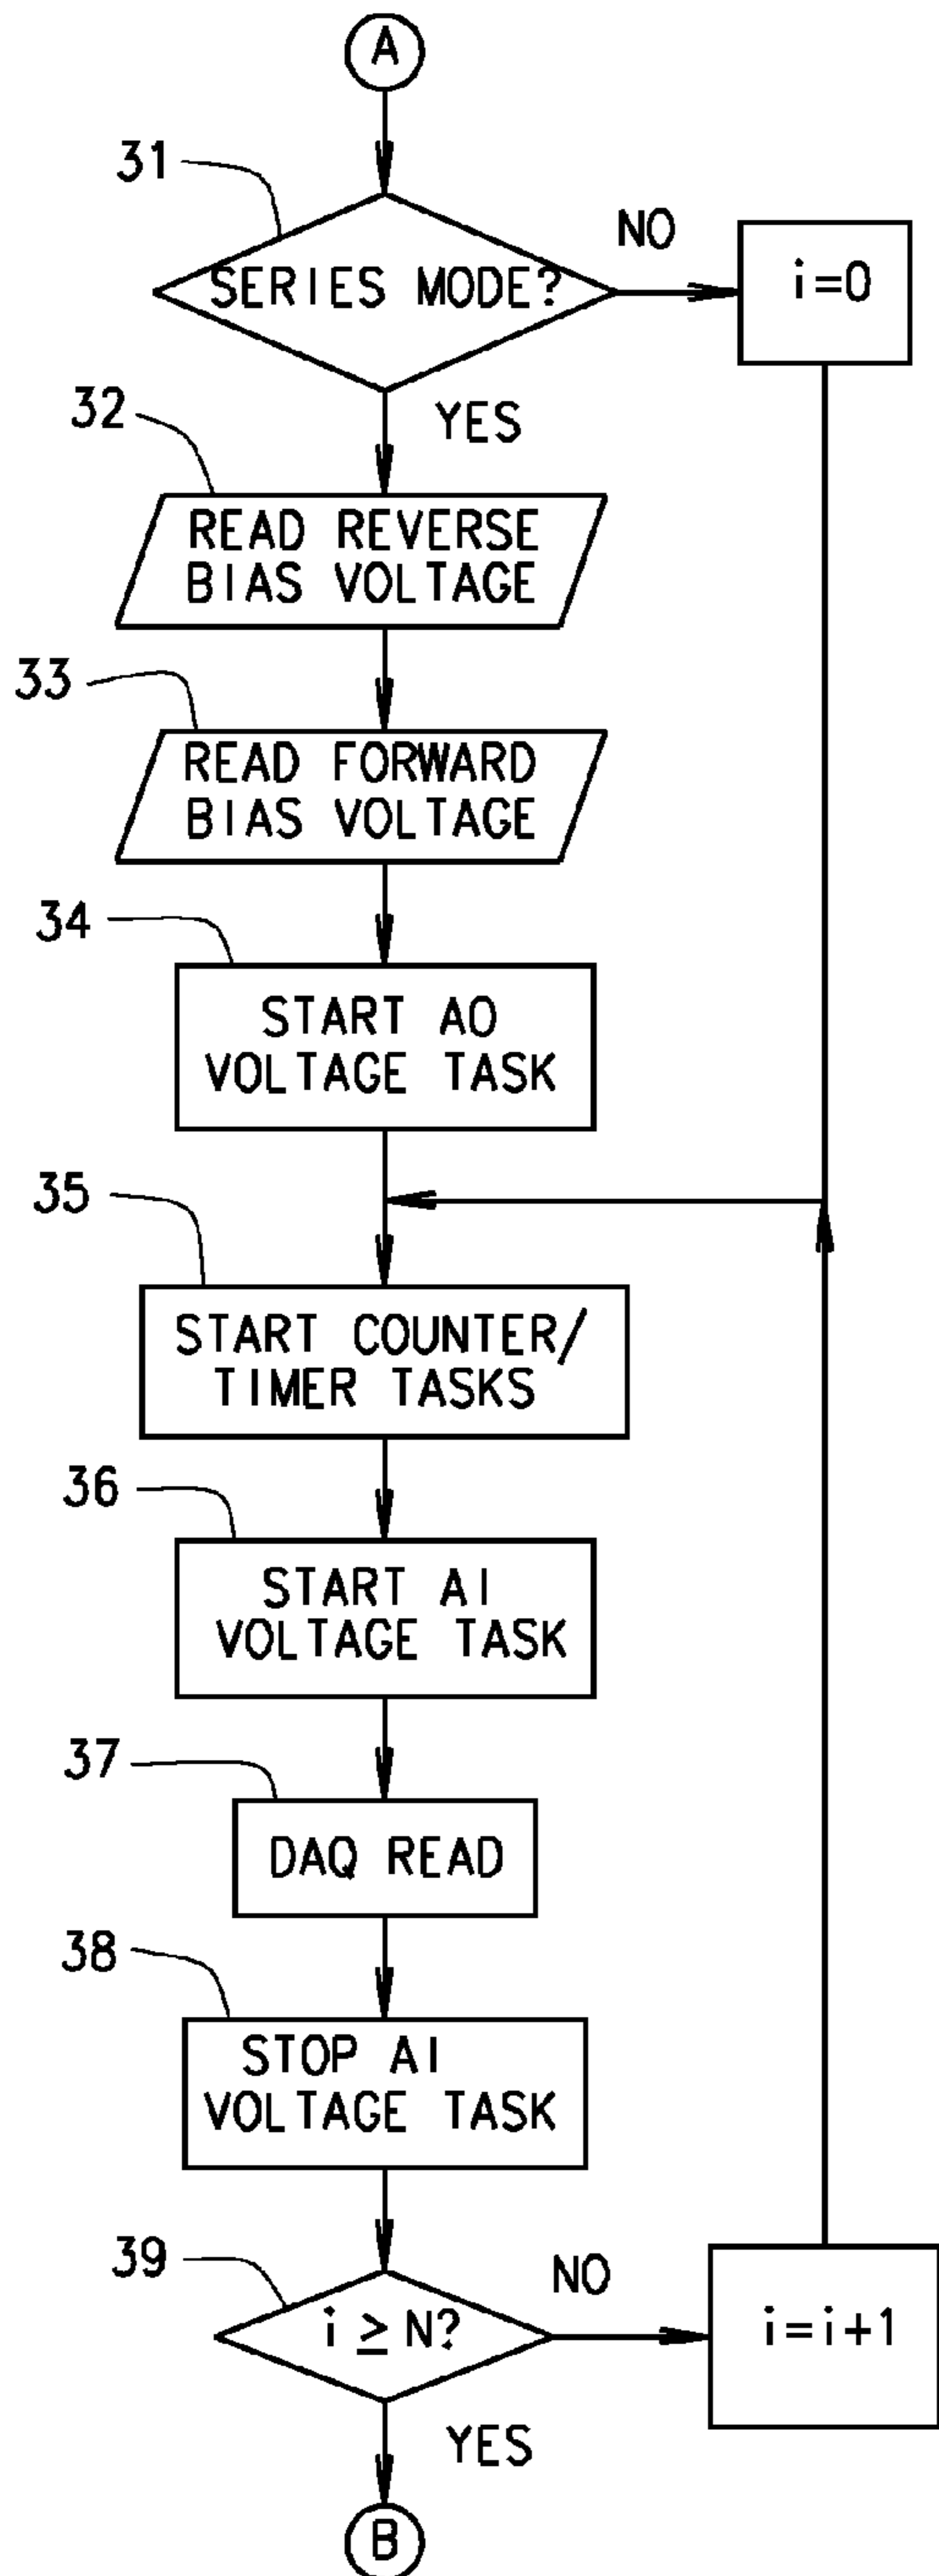 A
31
SERIES MODE?
NO
i=0
YES
32
READ REVERSE
BIAS VOLTAGE
33
READ FORWARD
BIAS VOLTAGE
34
START AO
VOLTAGE TASK
35
START COUNTER/
TIMER TASKS
36
START AI
VOLTAGE TASK
37
DAQ READ
38
STOP AI
VOLTAGE TASK
39
i ≥ N?
NO
i=i+1
YES
B